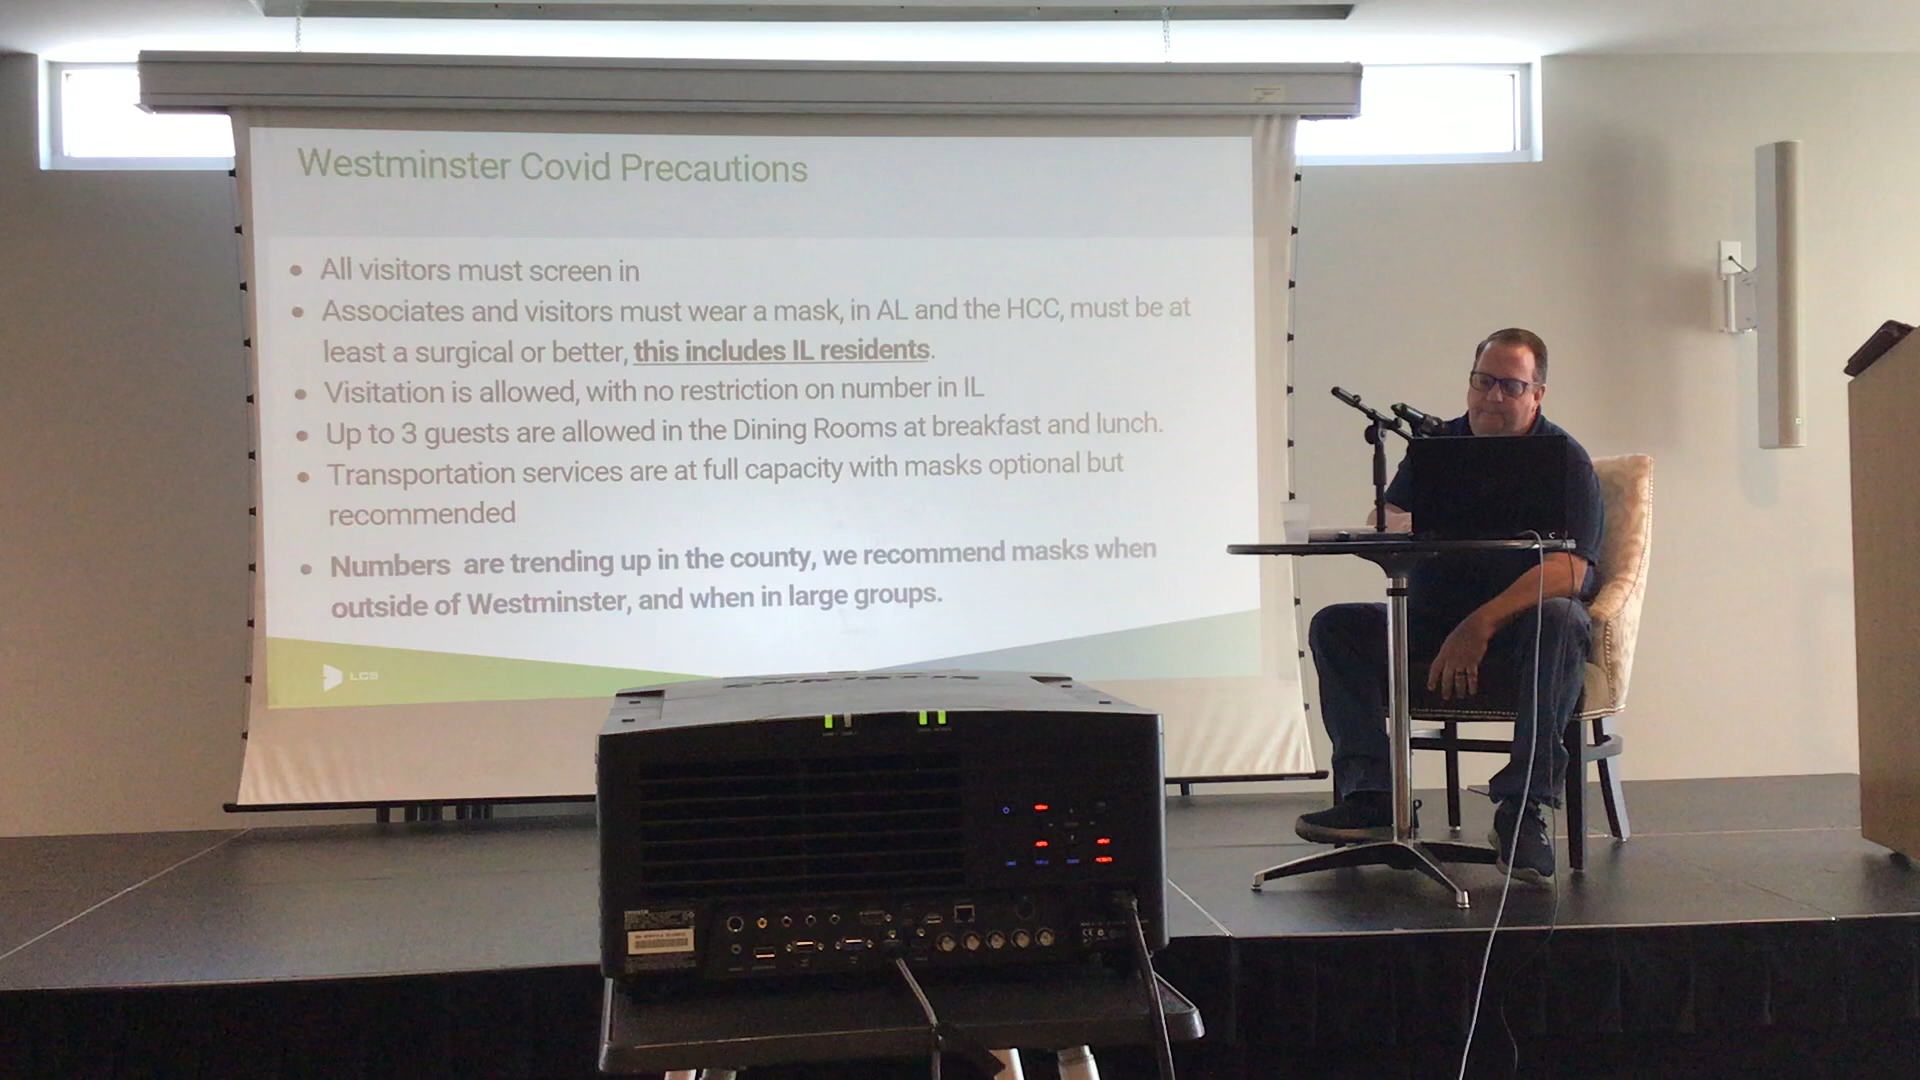 Westminster Covid Precautions
• All visitors must screen in
• Associates and visitors must wear a mask, in AL and the HCC, must be at
least a surgical or better, this includes IL residents.
• Visitation is allowed, with no restriction on number in IL
• Up to 3 guests are allowed in the Dining Rooms at breakfast and lunch.
• Transportation services are at full capacity with masks optional but
recommended
• Numbers are trending up in the county, we recommend masks when
outside of Westminster, and when in large groups.
LCS